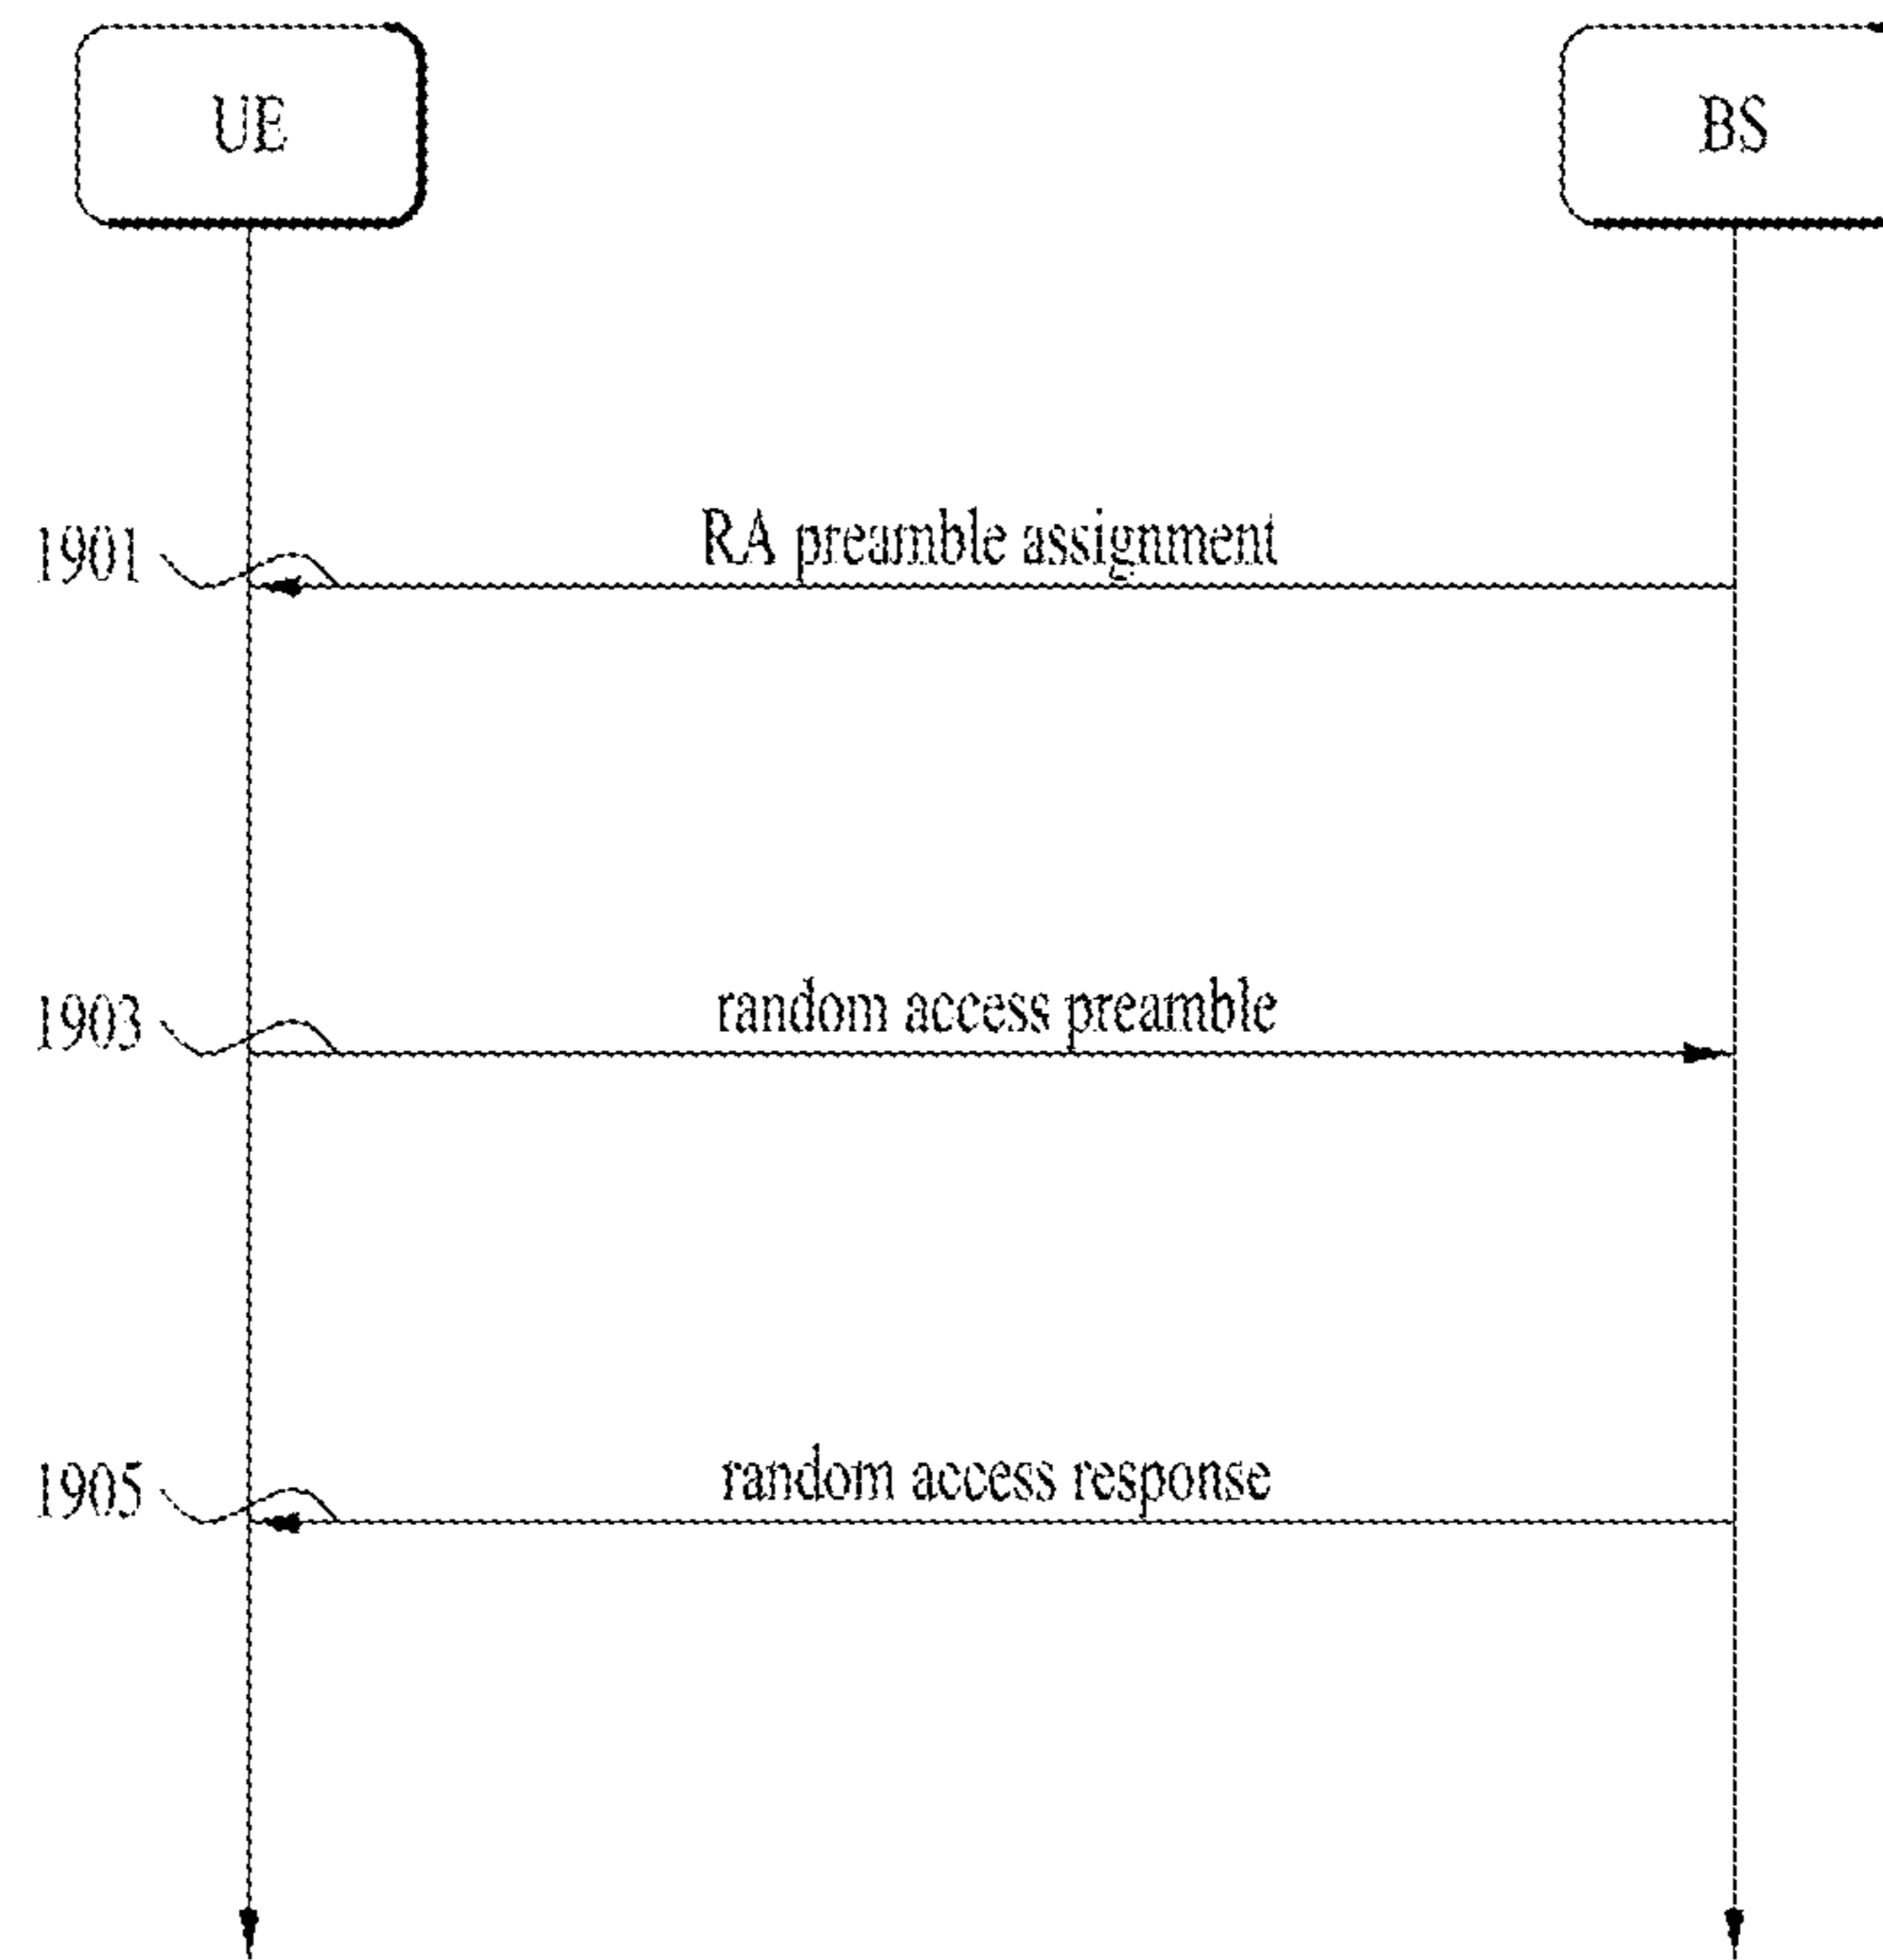 UE
BS
1901
RA preamble assignment
1903
random access preamble
1905
random access response